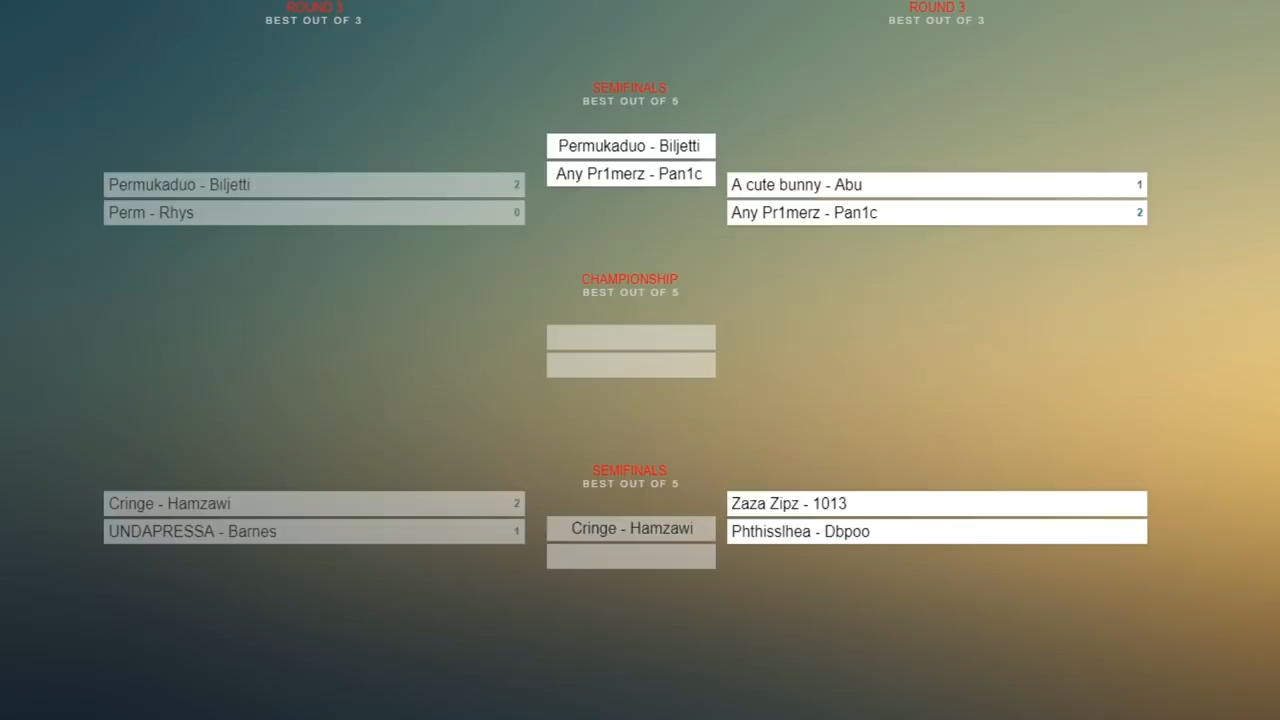 ROUND 3
BEST OUT OF 3
ROUND 3
BEST OUT OF 3
SEMIFINALS
BEST OUT OF 5
Permukaduo - Biljetti
Any Pr1merz - Pan1c
Permukaduo - Biljetti 2
Perm - Rhys 0
A cute bunny - Abu 1
Any Pr1merz - Pan1c 2
CHAMPIONSHIP
BEST OUT OF 5
SEMIFINALS
BEST OUT OF 5
Cringe - Hamzawi 2
UNDAPRESSA - Barnes 1
Cringe - Hamzawi
Zaza Zipz - 1013
Phthisslhea - Dbpoo